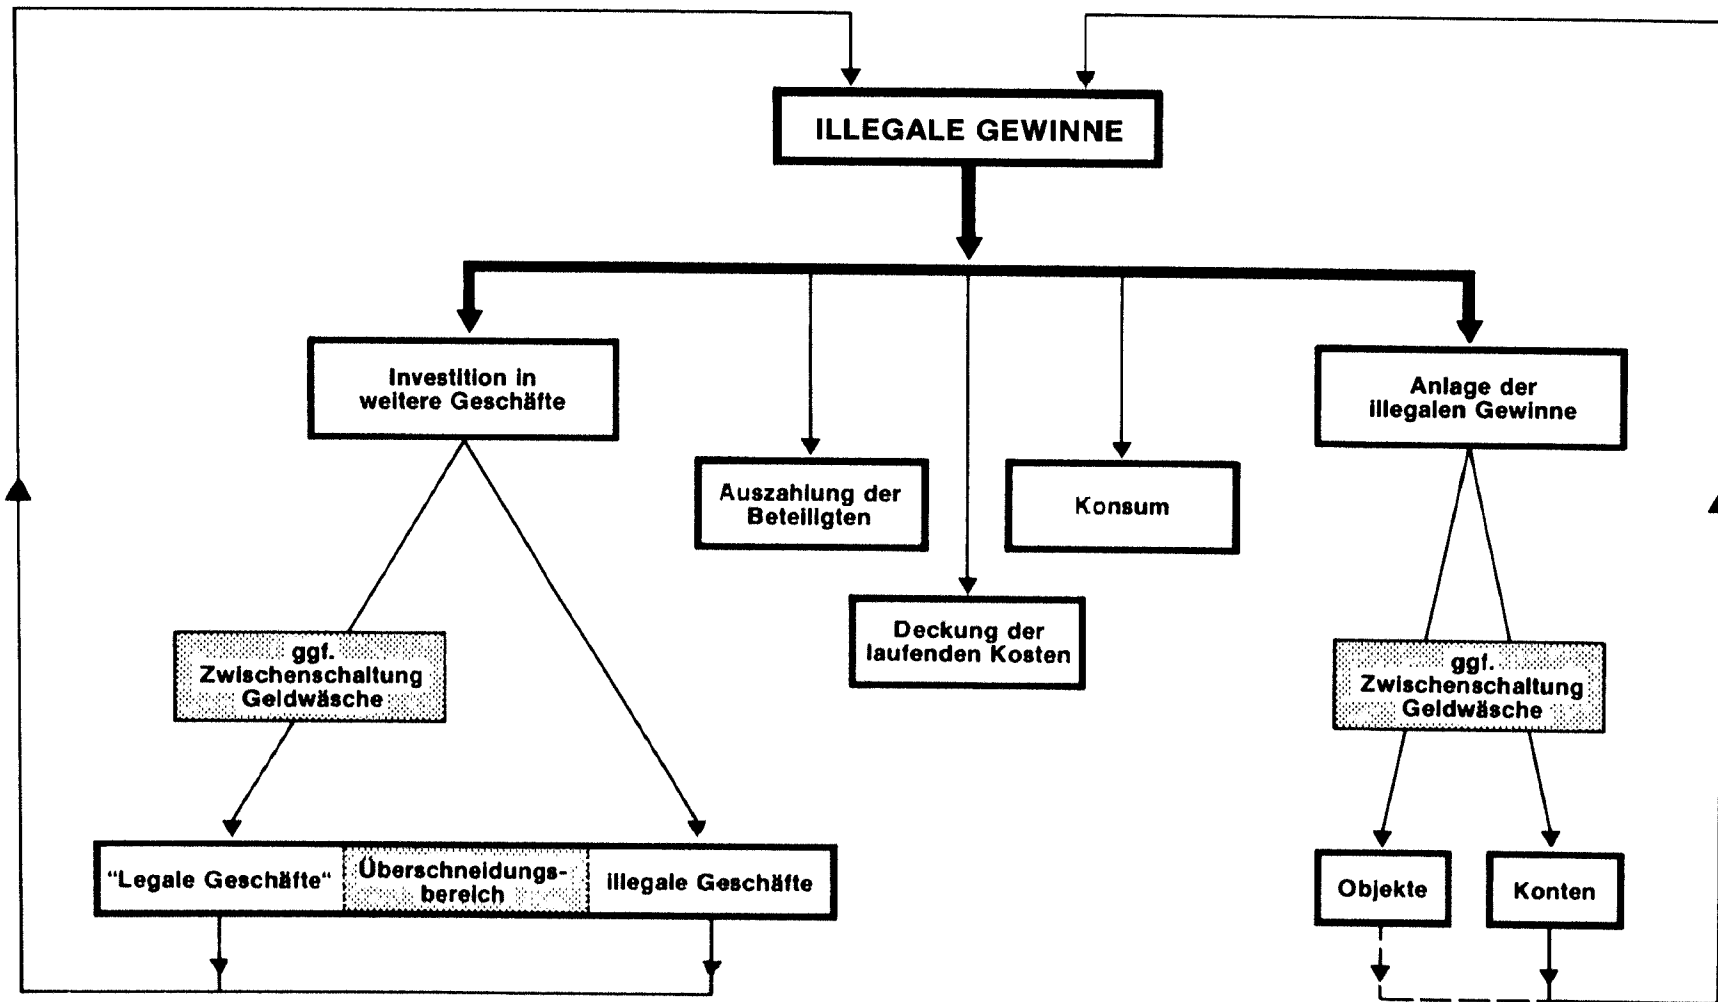 ILLEGALE GEWINNE
Investition in
weitere Geschäfte
Anlage der
illegalen Gewinne
Auszahlung der
Beteiligten
Konsum
Deckung der
laufenden Kosten
ggf.
Zwischenschaltung
Geldwäsche
ggf.
Zwischenschaltung
Geldwäsche
“Legale Geschäfte“
Überschneidungs-
bereich
illegale Geschäfte
Objekte
Konten